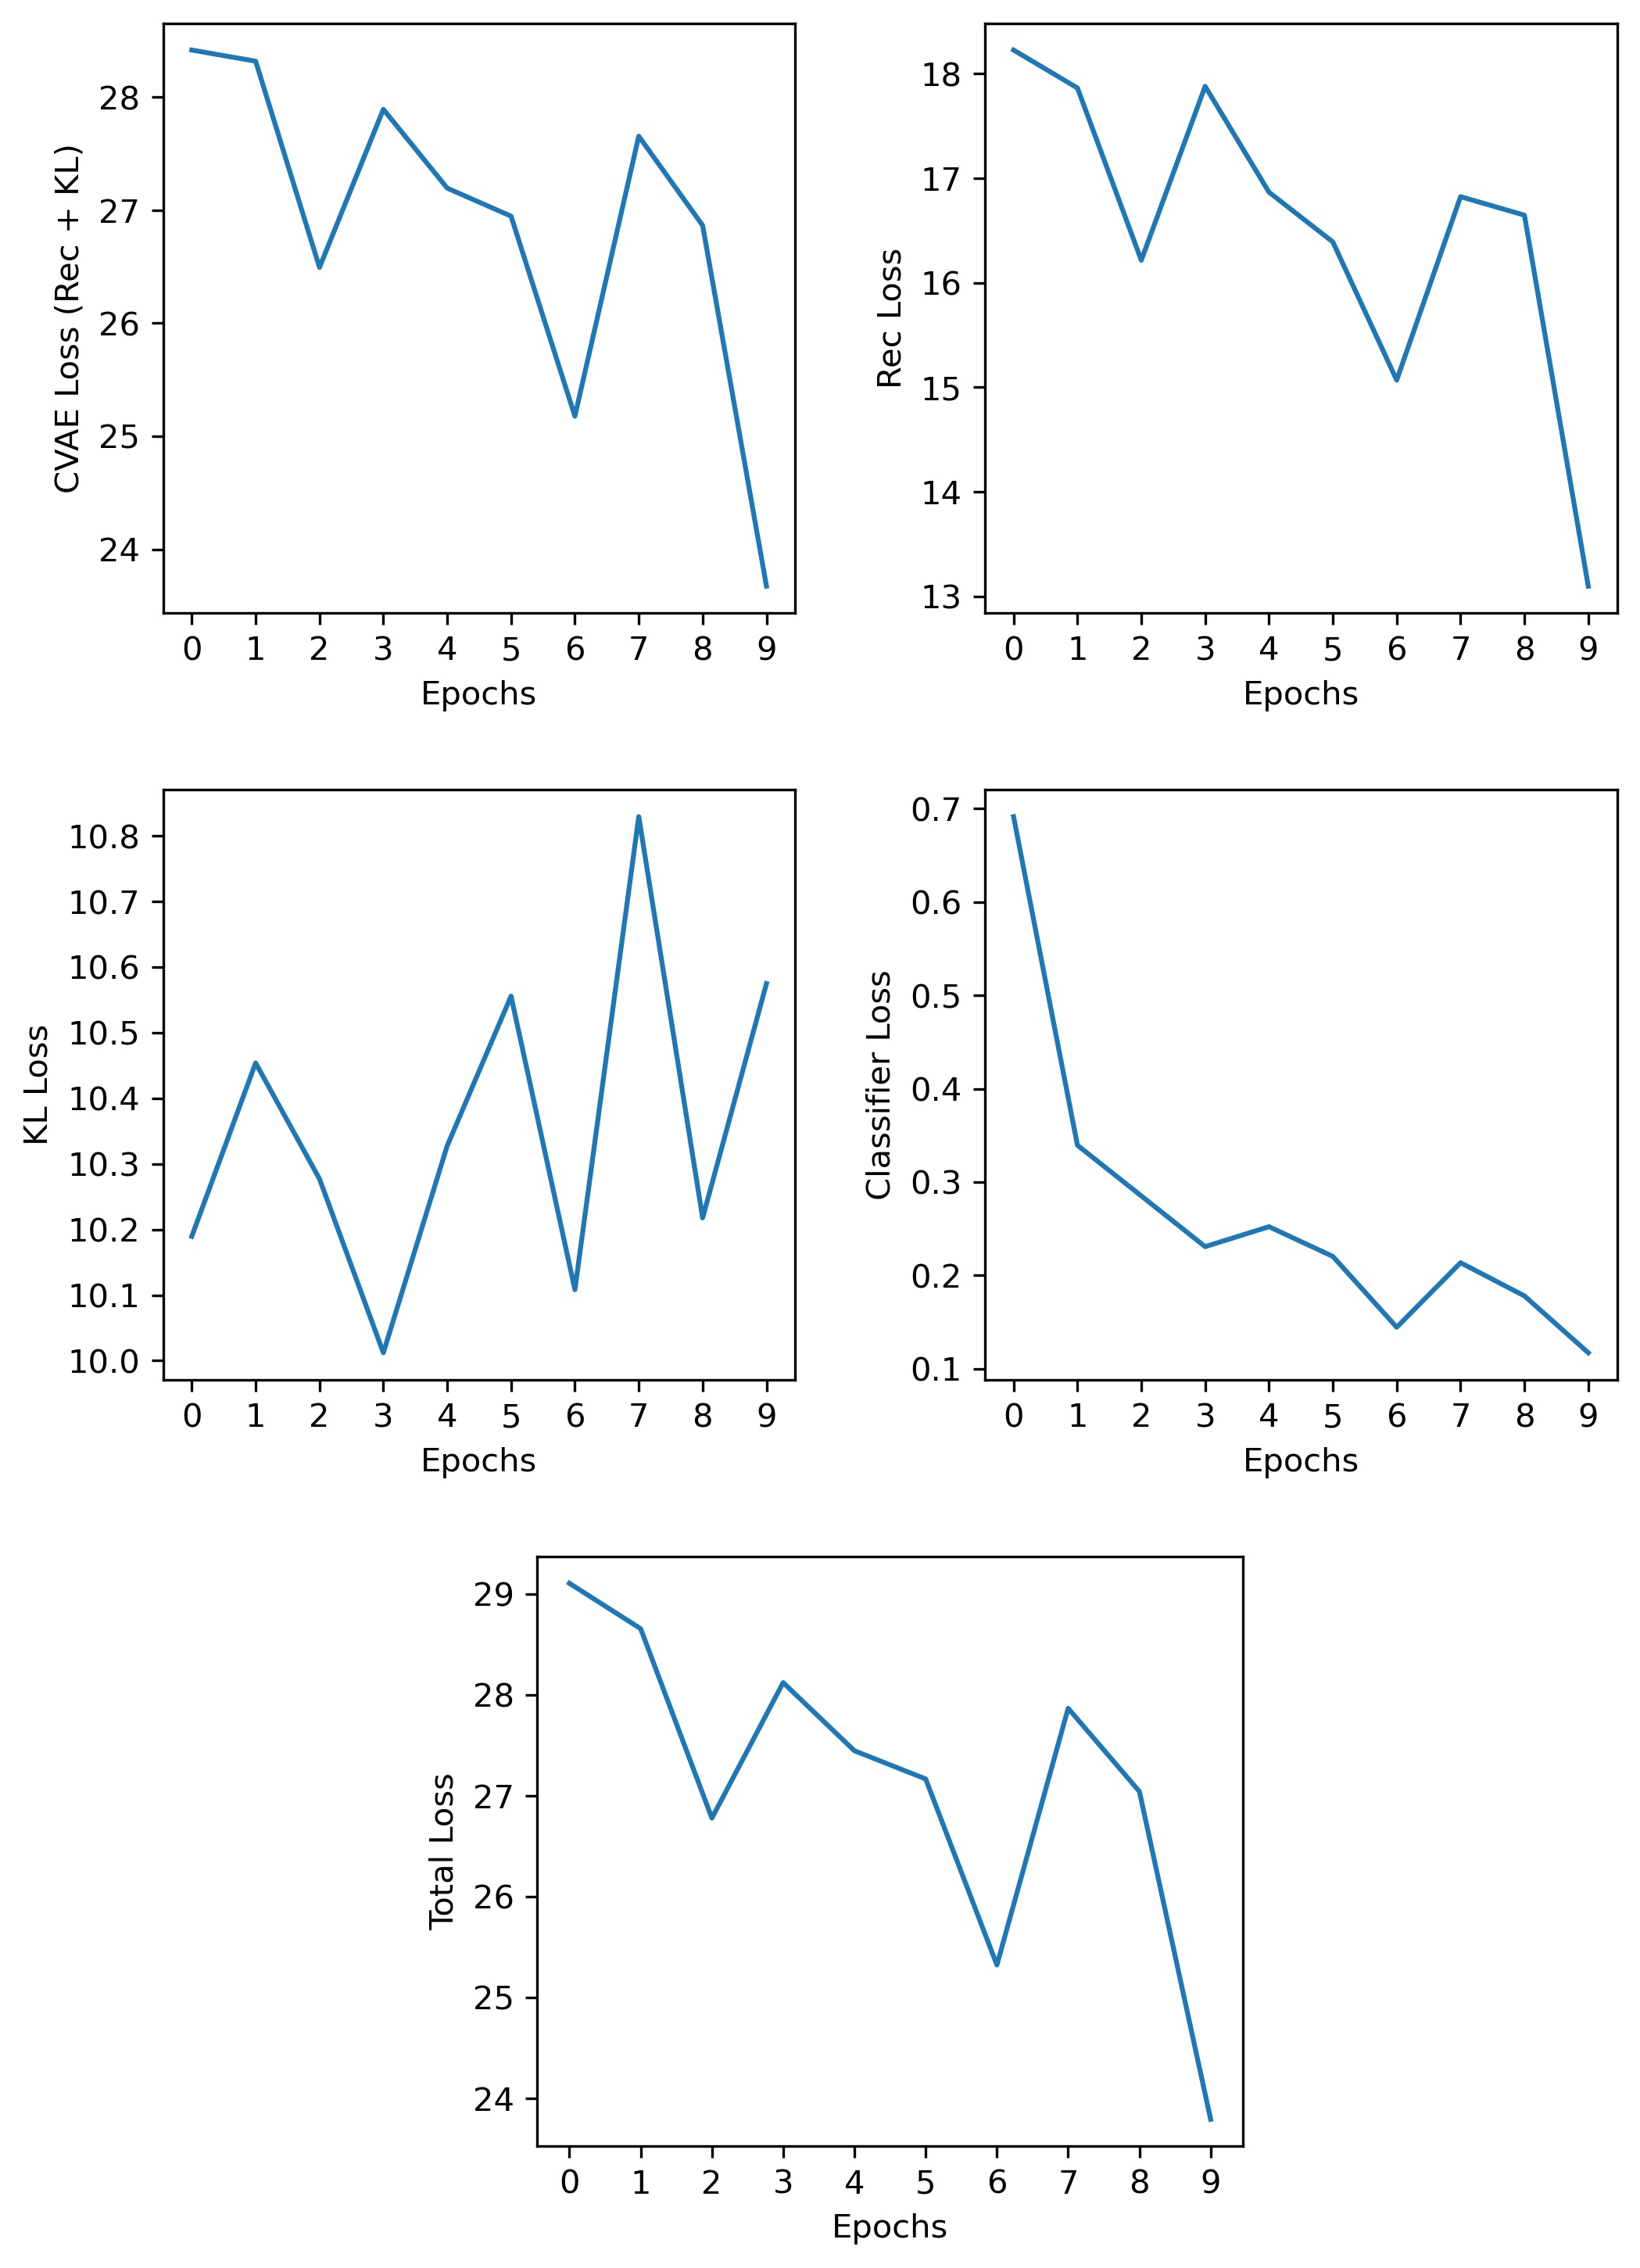 CVAE Loss (Rec + KL)
28
27
26
25
24
0 1 2 3 4 5 6 7 8 9
Epochs
Rec Loss
18
17
16
15
14
13
0 1 2 3 4 5 6 7 8 9
Epochs
KL Loss
10.8
10.7
10.6
10.5
10.4
10.3
10.2
10.1
10.0
0 1 2 3 4 5 6 7 8 9
Epochs
Classifier Loss
0.7
0.6
0.5
0.4
0.3
0.2
0.1
0 1 2 3 4 5 6 7 8 9
Epochs
Total Loss
29
28
27
26
25
24
0 1 2 3 4 5 6 7 8 9
Epochs